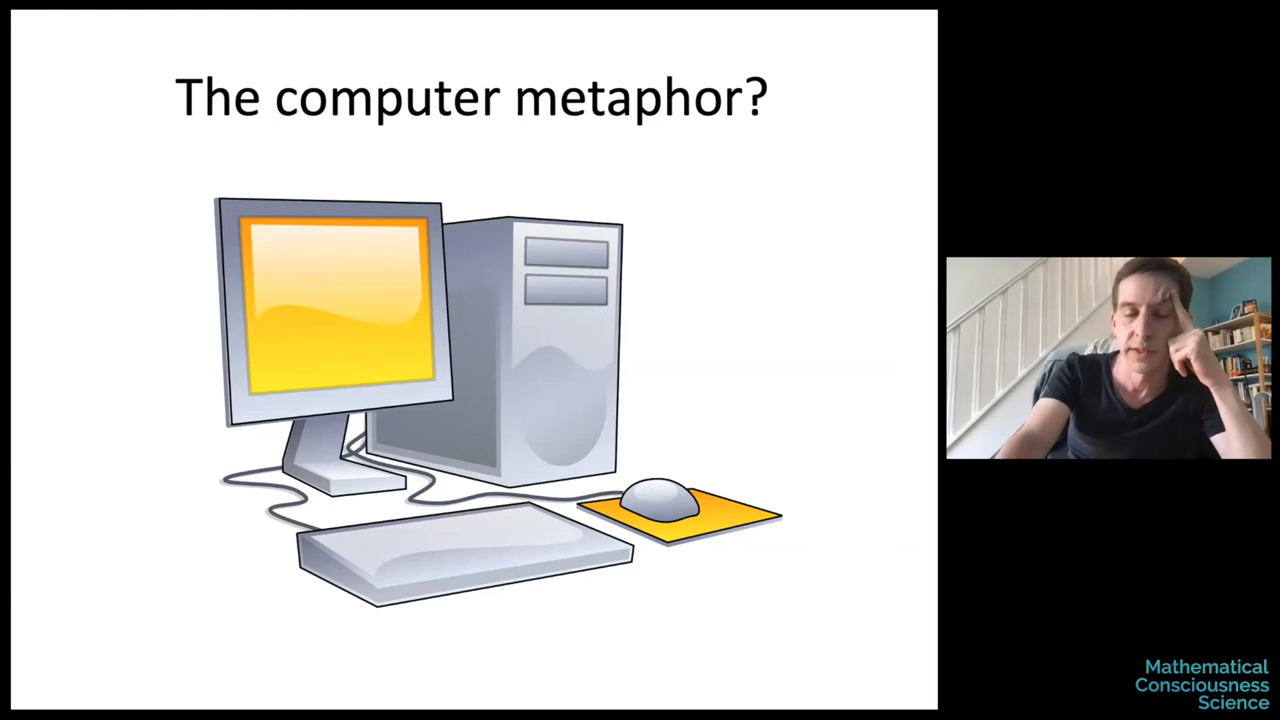 The computer metaphor?
Mathematical
Consciousness
Science